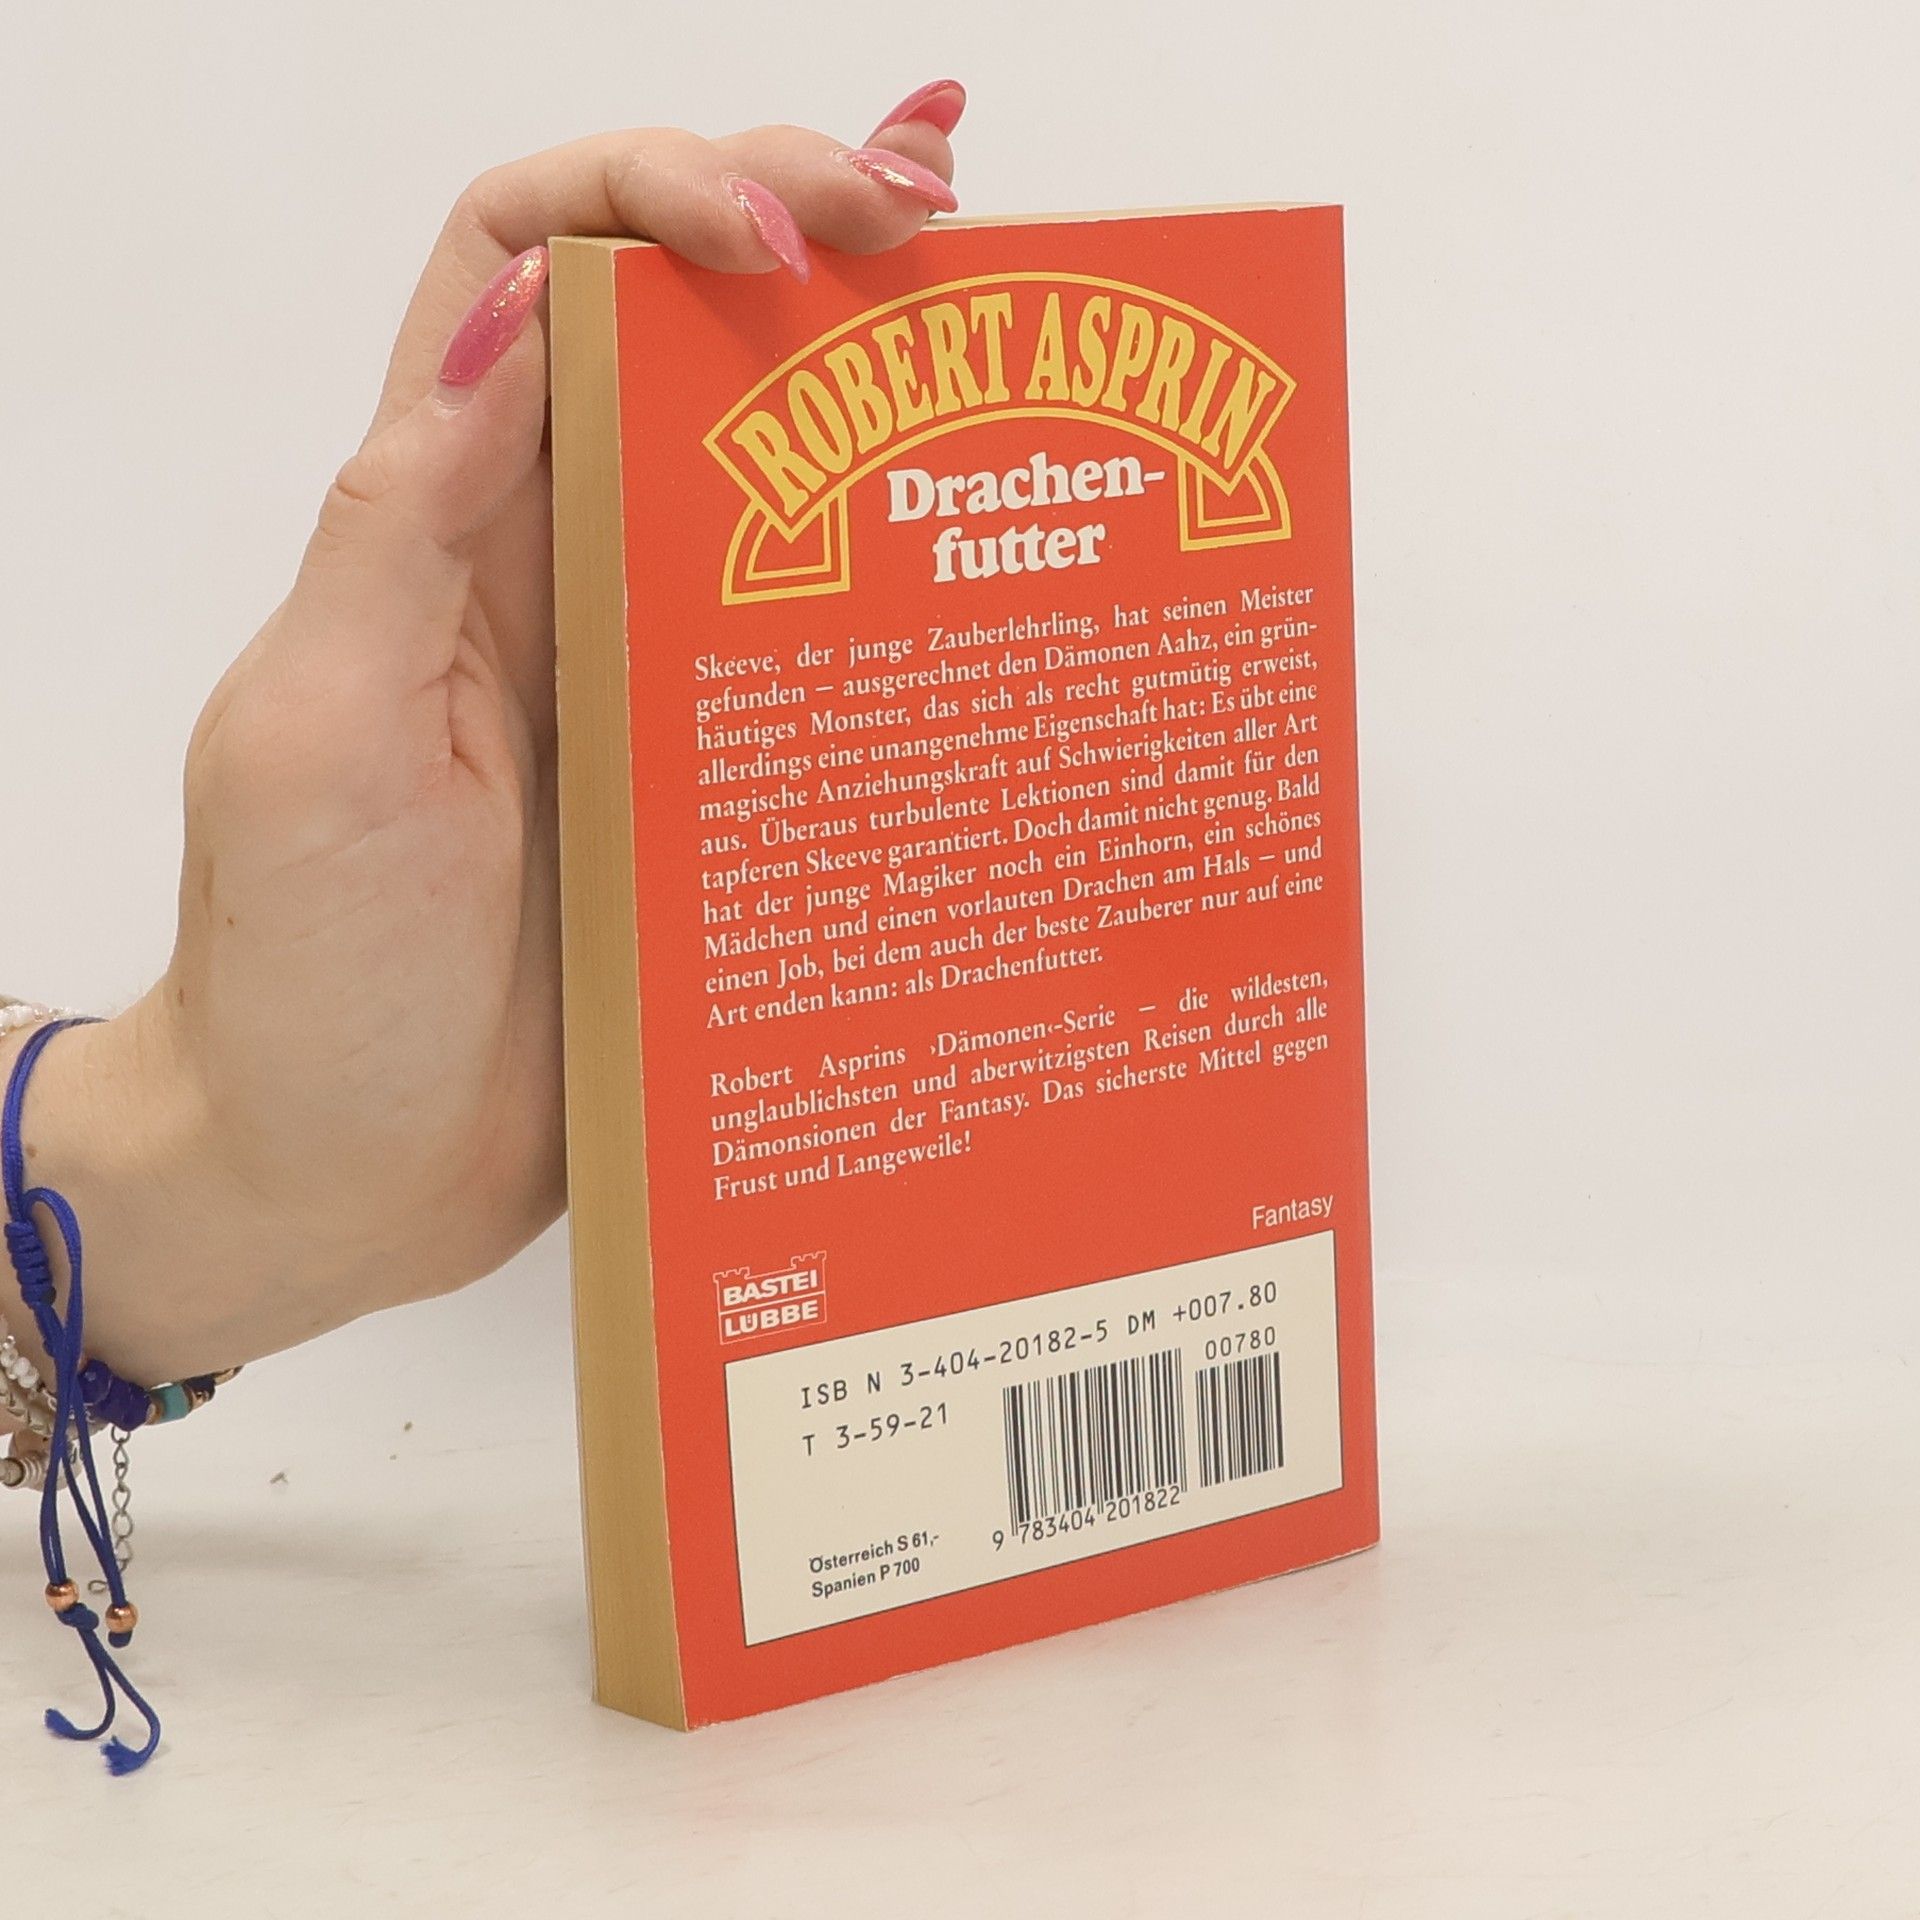 ROBERT ASPRIN
Drachen-
futter
Skeeve, der junge Zauberlehrling, hat seinen Meister
gefunden – ausgerechnet den Dämonen Aahz, ein grün-
häutiges Monster, das sich als recht gutmütig erweist,
allerdings eine unangenehme Eigenschaft hat: Es übt eine
magische Anziehungskraft auf Schwierigkeiten aller Art
aus. Überaus turbulente Lektionen sind damit für den
tapferen Skeeve garantiert. Doch damit nicht genug. Bald
hat der junge Magiker noch ein Einhorn, ein schönes
Mädchen und einen vorlauten Drachen am Hals – und
einen Job, bei dem auch der beste Zauberer nur auf eine
Art enden kann: als Drachenfutter.
Robert Asprins ›Dämonen‹-Serie – die wildesten,
unglaublichsten und aberwitzigsten Reisen durch alle
Dämonsionen der Fantasy. Das sicherste Mittel gegen
Frust und Langeweile!
Fantasy
BASTEI
LÜBBE
ISB N 3-404-20182-5 DM +007.80
00780
T 3-59-21
9 783404 201822
Österreich S 61,-
Spanien P 700